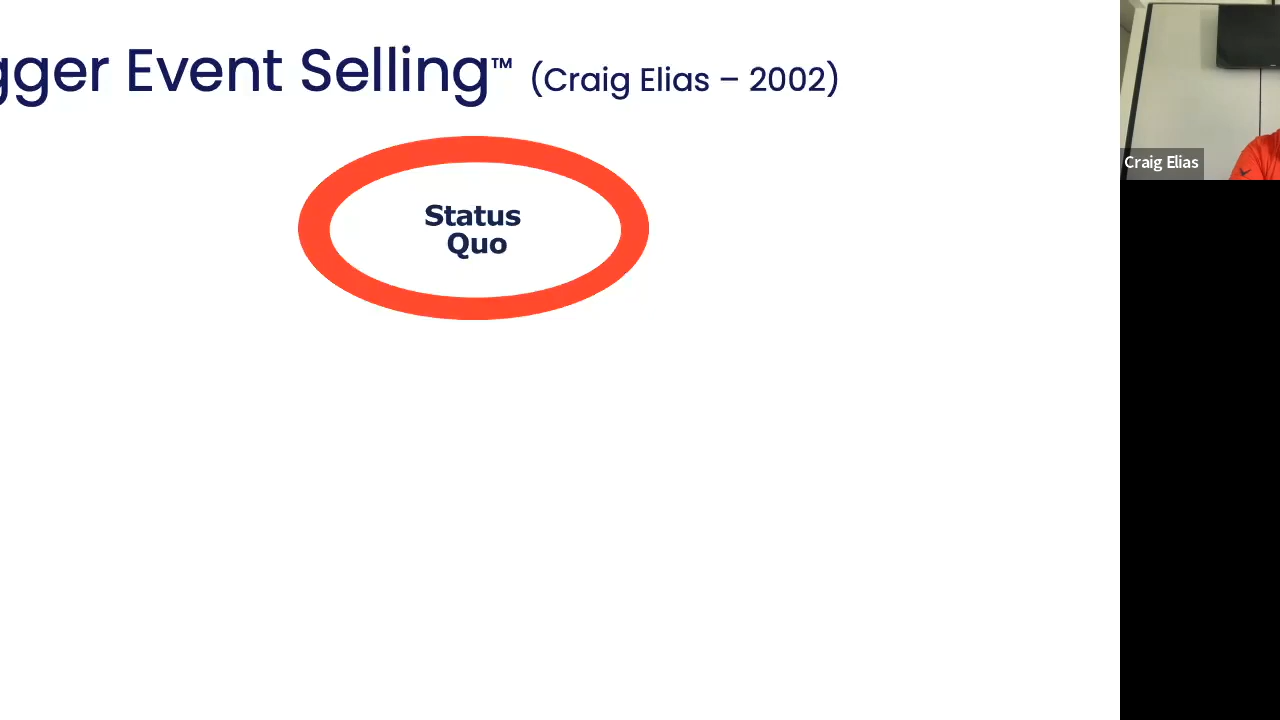 gger Event Selling™ (Craig Elias – 2002)
Status
Quo
Craig Elias